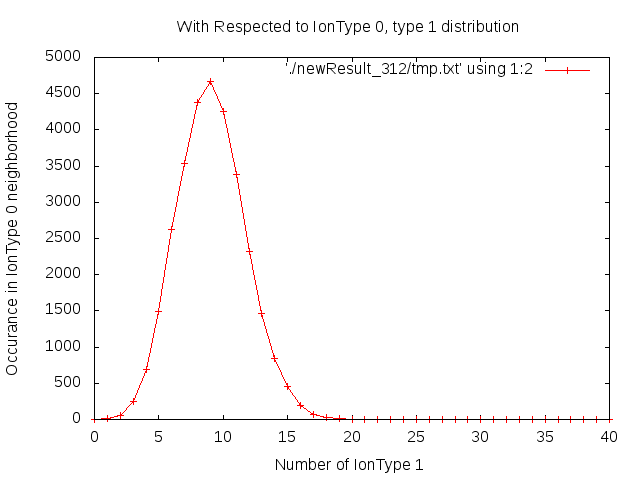 With Respected to IonType 0, type 1 distribution
'./newResult_312/tmp.txt' using 1:2
Occurance in IonType 0 neighborhood
5000
4500
4000
3500
3000
2500
2000
1500
1000
500
0
0 5 10 15 20 25 30 35 40
Number of IonType 1